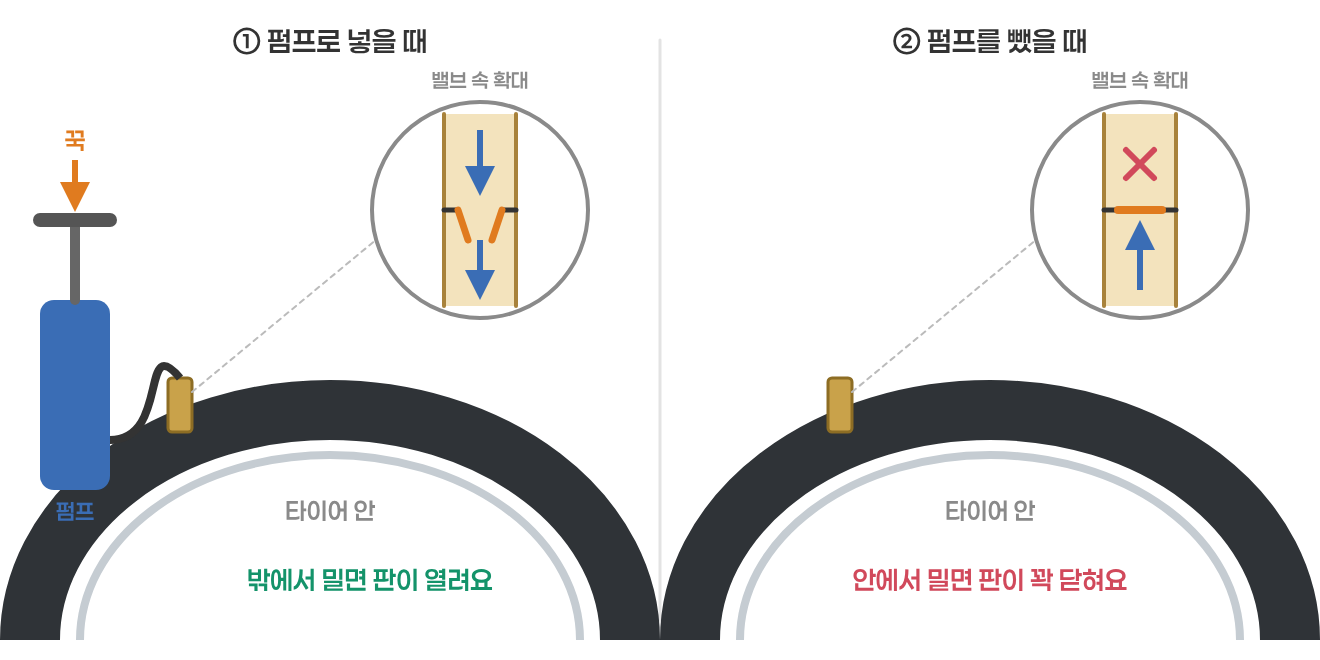 ① 펌프로 넣을 때
밸브 속 확대
꾹
펌프
타이어 안
밖에서 밀면 판이 열려요
② 펌프를 뺐을 때
밸브 속 확대
타이어 안
안에서 밀면 판이 꽉 닫혀요